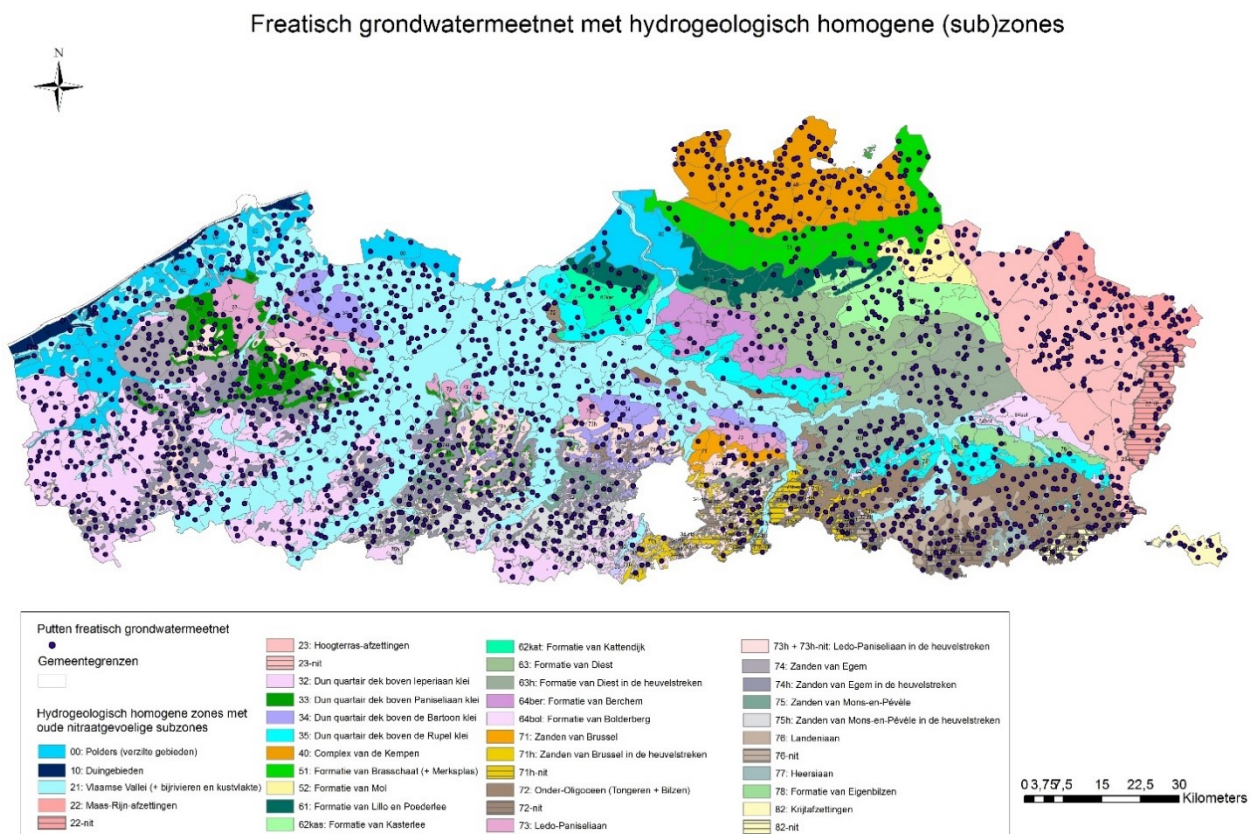 Freatisch grondwatermeetnet met hydrogeologisch homogene (sub)zones
N
Putten freatisch grondwatermeetnet
Gemeentegrenzen
Hydrogeologisch homogene zones met
oude nitraatgevoelige subzones
00: Polders (verzilte gebieden)
10: Duingebieden
21: Vlaamse Vallei (+ bijrivieren en kustvlakte)
22: Maas-Rijn-afzettingen
22-nit
23: Hoogterras-afzettingen
23-nit
32: Dun quartair dek boven Ieperiaan klei
33: Dun quartair dek boven Paniseliaan klei
34: Dun quartair dek boven de Bartoon klei
35: Dun quartair dek boven de Rupel klei
40: Complex van de Kempen
51: Formatie van Brasschaat (+ Merksplas)
52: Formatie van Mol
61: Formatie van Lillo en Poederlee
62kas: Formatie van Kasterlee
62kat: Formatie van Kattendijk
63: Formatie van Diest
63h: Formatie van Diest in de heuvelstreken
64ber: Formatie van Berchem
64bol: Formatie van Bolderberg
71: Zanden van Brussel
71h: Zanden van Brussel in de heuvelstreken
71h-nit
72: Onder-Oligoceen (Tongeren + Bilzen)
72-nit
73: Ledo-Paniseliaan
73h + 73h-nit: Ledo-Paniseliaan in de heuvelstreken
74: Zanden van Egem
74h: Zanden van Egem in de heuvelstreken
75: Zanden van Mons-en-Pévèle
75h: Zanden van Mons-en-Pévèle in de heuvelstreken
76: Landeniaan
76-nit
77: Heersiaan
78: Formatie van Eigenbilzen
82: Krijtafzettingen
82-nit
0 3,75 7,5 15 22,5 30
Kilometers